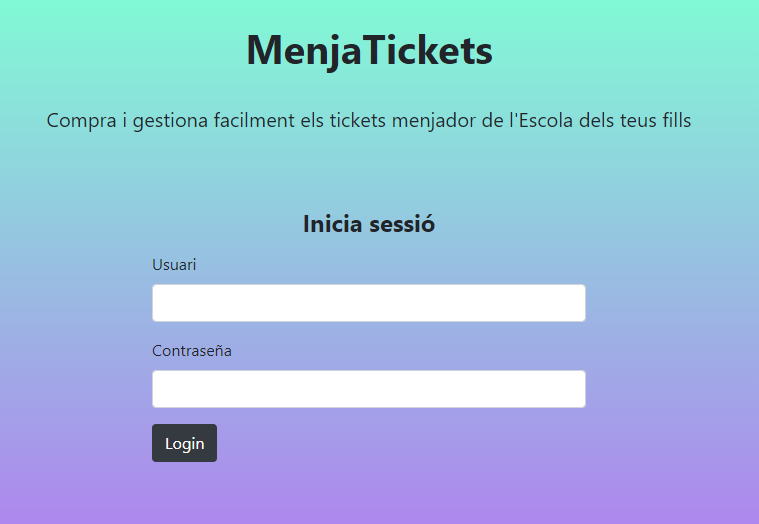 MenjaTickets
Compra i gestiona facilment els tickets menjador de l'Escola dels teus fills
Inicia sessió
Usuari
Contraseña
Login